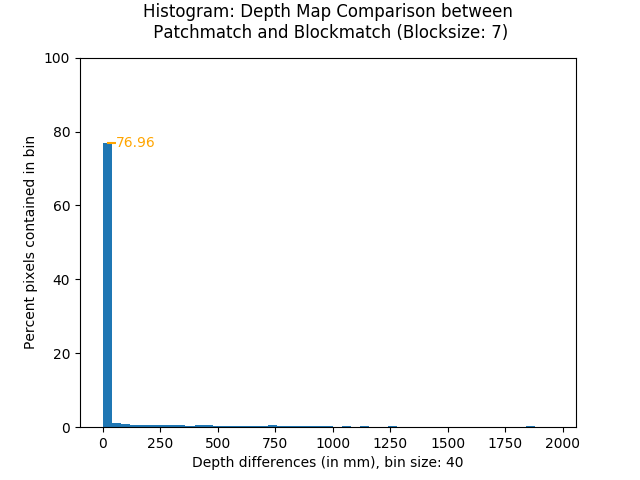 Histogram: Depth Map Comparison between
Patchmatch and Blockmatch (Blocksize: 7)
100
80
60
40
20
0
Percent pixels contained in bin
76.96
0 250 500 750 1000 1250 1500 1750 2000
Depth differences (in mm), bin size: 40